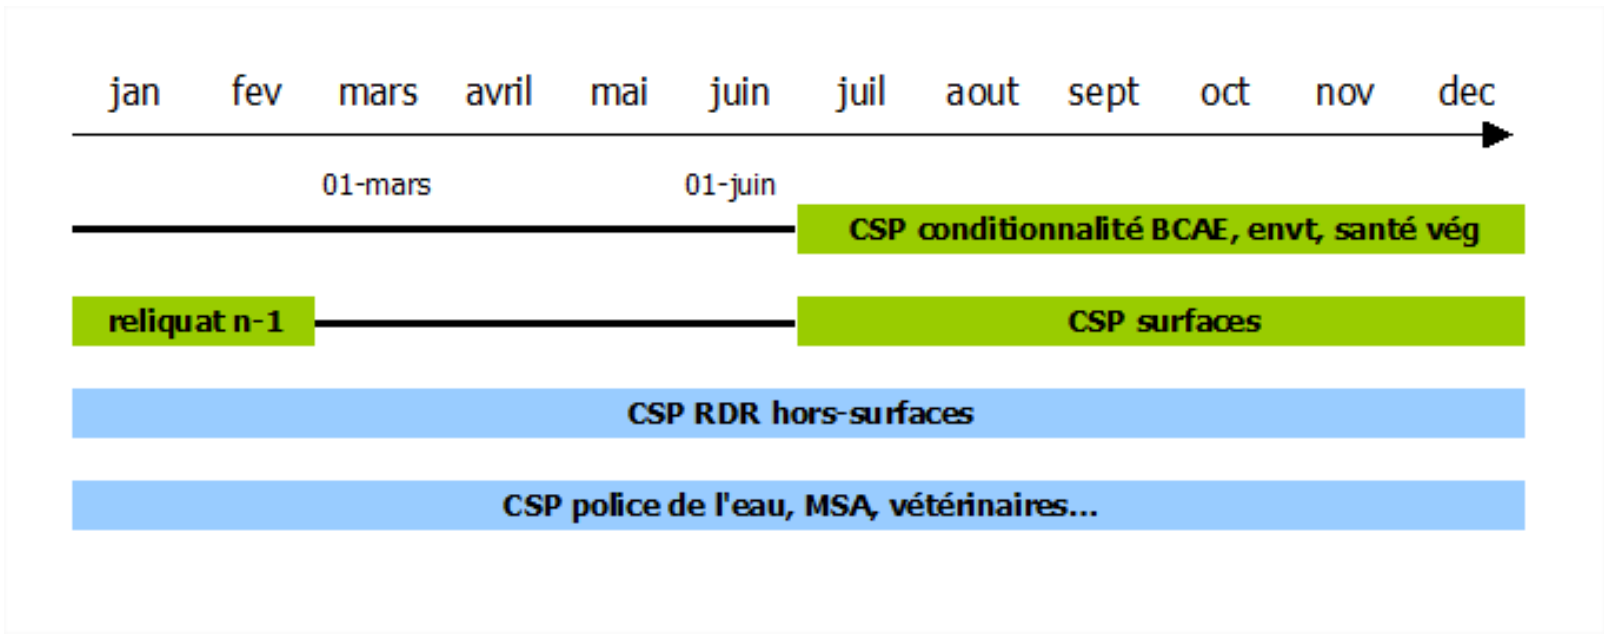 jan fev mars avril mai juin juil aout sept oct nov dec
01-mars 01-juin
CSP conditionnalité BCAE, envt, santé vég
reliquat n-1 CSP surfaces
CSP RDR hors-surfaces
CSP police de l'eau, MSA, vétérinaires...